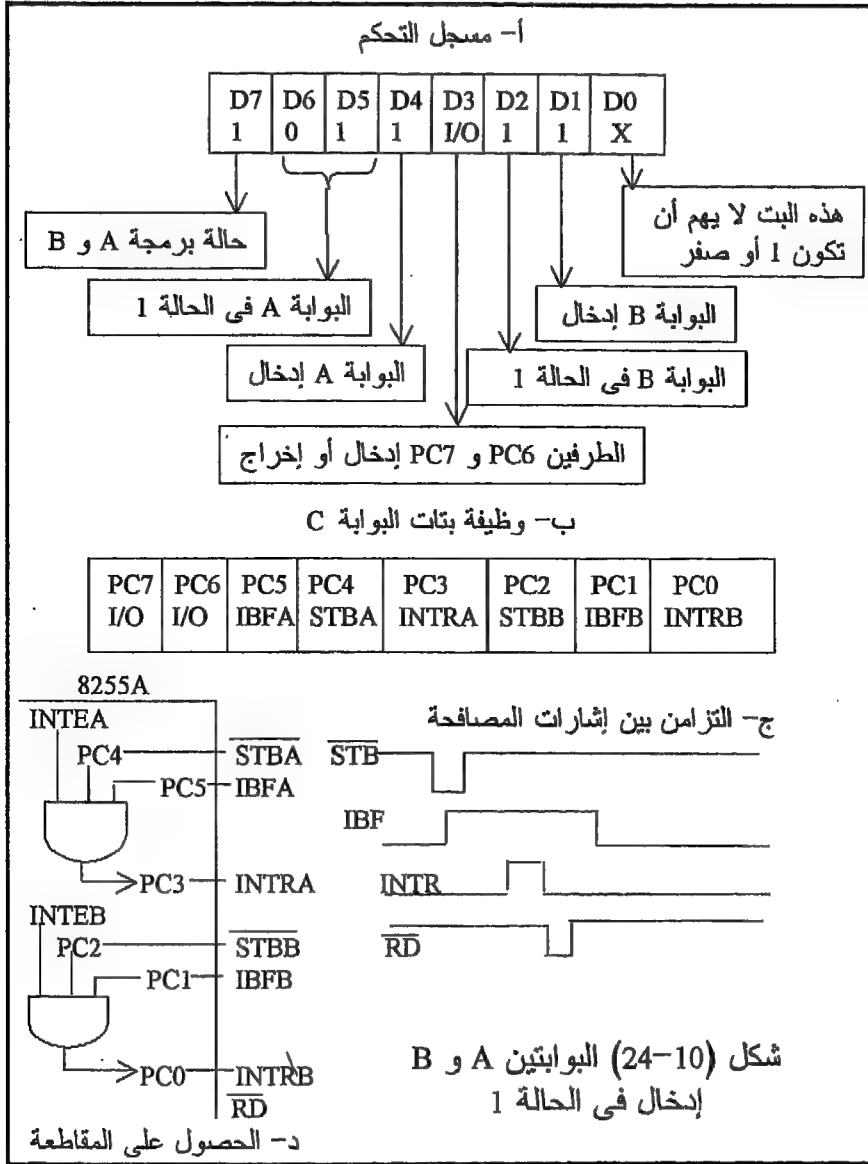 أ- مسجل التحكم
D7 D6 D5 D4 D3 D2 D1 D0
1 0 1 1 I/O 1 1 X
هذه البت لا يهم أن
تكون 1 أو صفر
حالة برمجة A و B
البوابة A فى الحالة 1
البوابة B إدخال
البوابة A إدخال
البوابة B فى الحالة 1
الطرفين PC6 و PC7 إدخال أو إخراج
ب- وظيفة بتات البوابة C
PC7 PC6 PC5 PC4 PC3 PC2 PC1 PC0
I/O I/O IBFA STBA INTRA STBB IBFB INTRB
8255A
INTEA
PC4 STBA
PC5 IBFA
PC3 INTRA
INTEB
PC2 STBB
PC1 IBFB
PC0 INTRB
RD
د- الحصول على المقاطعة
ج- التزامن بين إشارات المصافحة
STB
IBF
INTR
RD
شكل (10-24) البوابتين A و B
إدخال فى الحالة 1